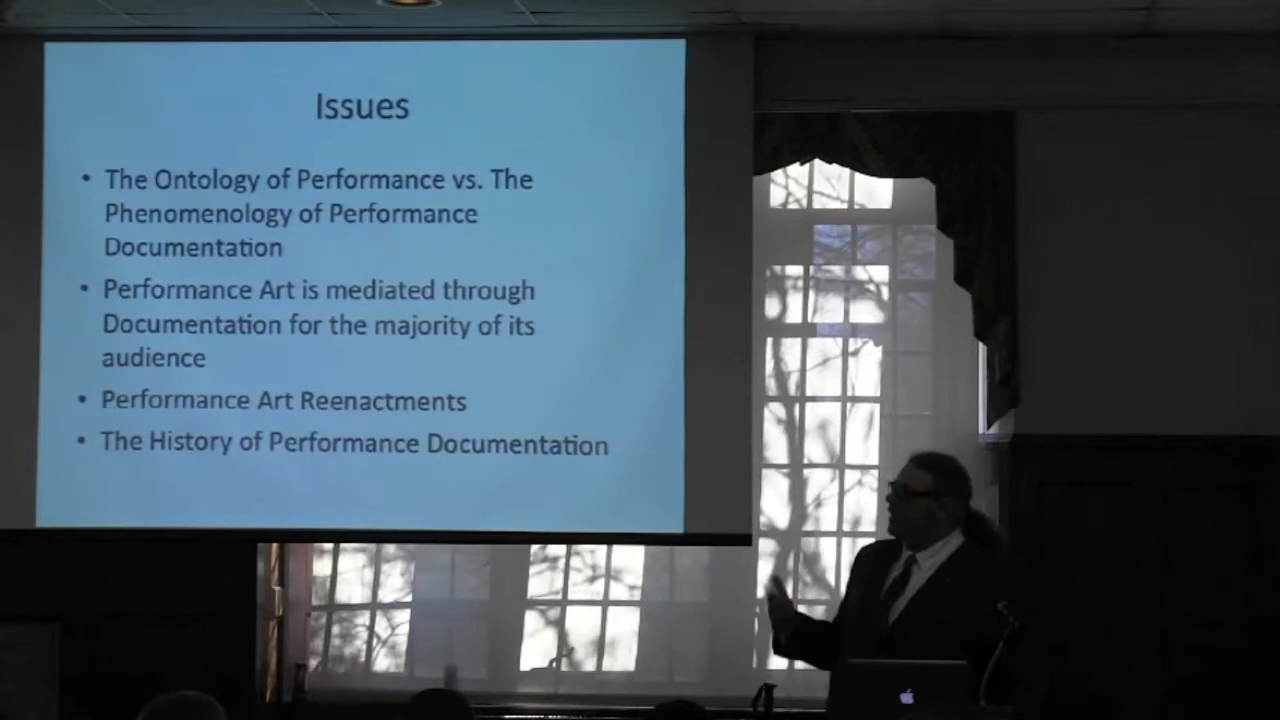 Issues
• The Ontology of Performance vs. The
Phenomenology of Performance
Documentation
• Performance Art is mediated through
Documentation for the majority of its
audience
• Performance Art Reenactments
• The History of Performance Documentation